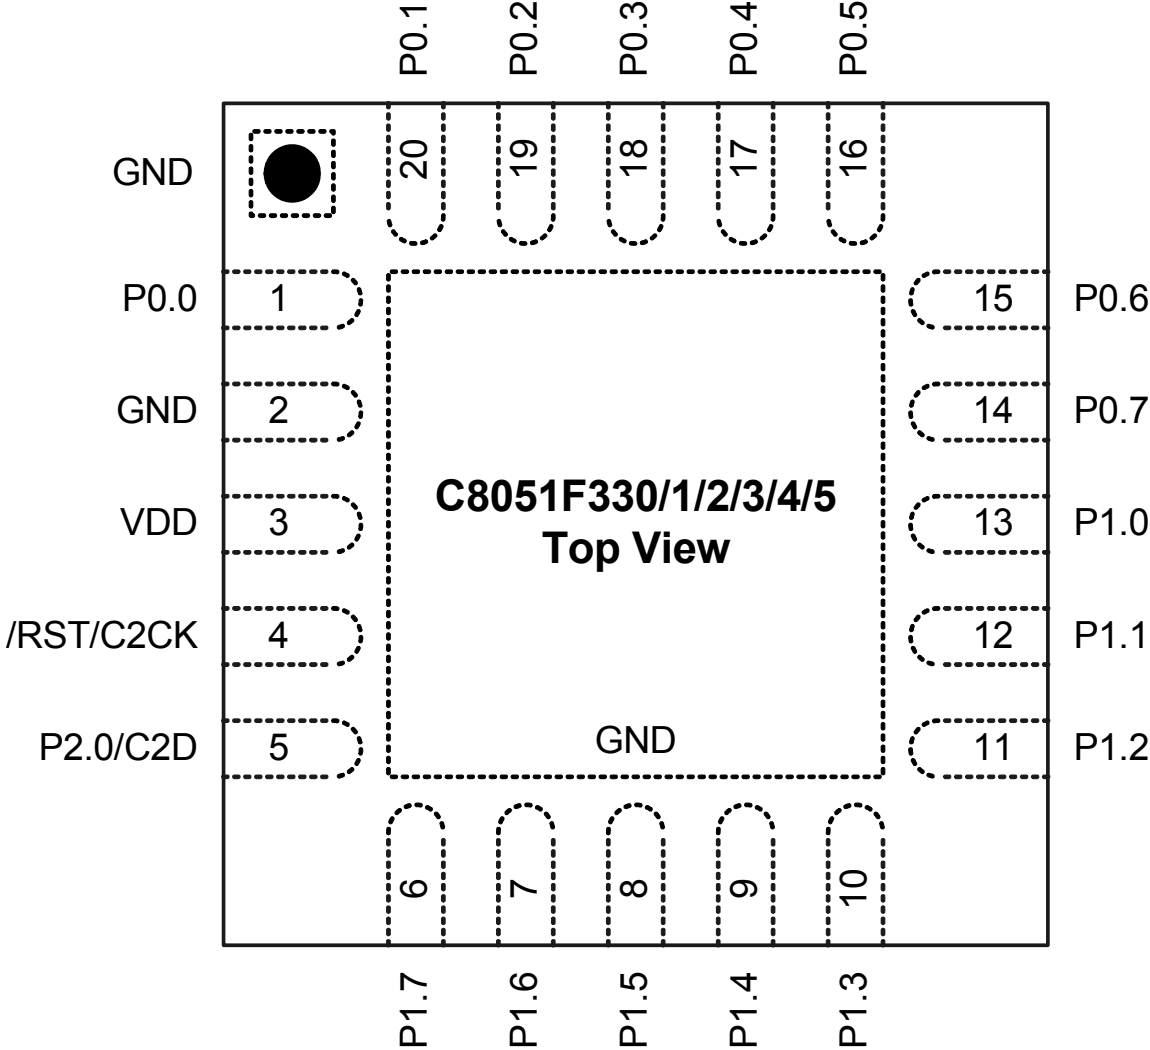 P0.1
P0.2
P0.3
P0.4
P0.5
20
19
18
17
16
GND
P0.0
1
15
P0.6
GND
2
14
P0.7
C8051F330/1/2/3/4/5
Top View
VDD
3
13
P1.0
/RST/C2CK
4
12
P1.1
P2.0/C2D
5
GND
11
P1.2
6
7
8
9
10
P1.7
P1.6
P1.5
P1.4
P1.3